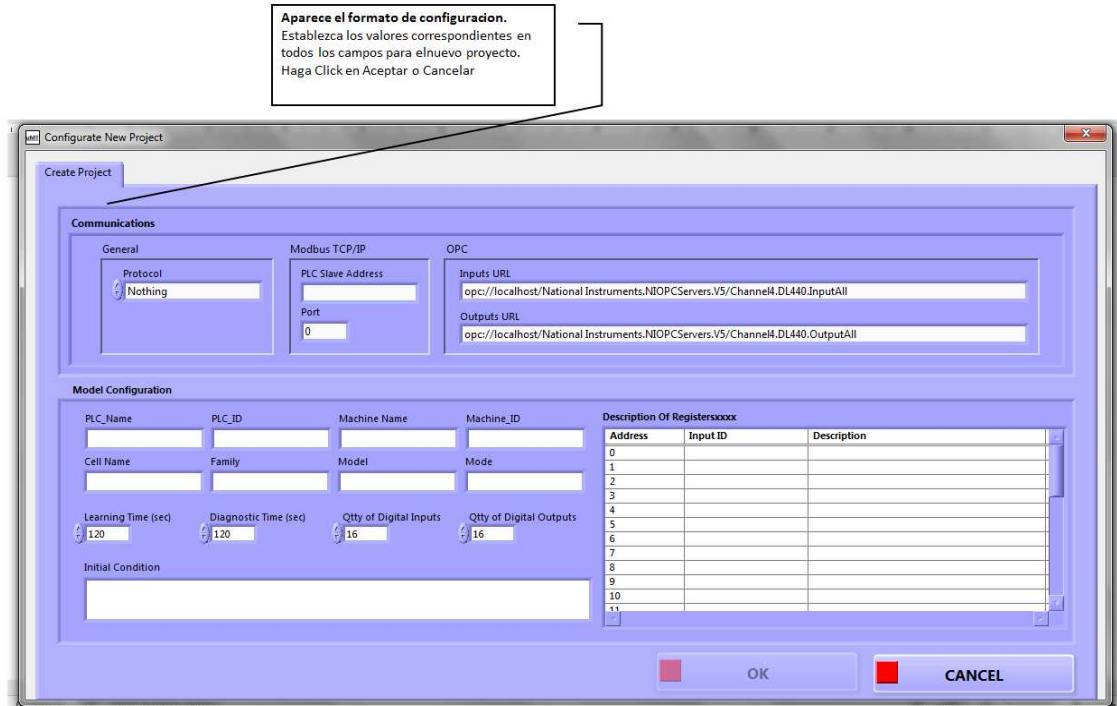 Aparece el formato de configuracion.
Establezca los valores correspondientes en
todos los campos para elnuevo proyecto.
Haga Click en Aceptar o Cancelar
Configurate New Project
Create Project
Communications
General
Modbus TCP/IP
OPC
Protocol
PLC Slave Address
Inputs URL
Nothing
opc://localhost/National Instruments.NIOPCServers.V5/Channel4.DL440.InputAll
Port
Outputs URL
0
opc://localhost/National Instruments.NIOPCServers.V5/Channel4.DL440.OutputAll
Model Configuration
PLC_Name PLC_ID Machine Name Machine_ID
Cell Name Family Model Mode
Learning Time (sec) Diagnostic Time (sec) Qtty of Digital Inputs Qtty of Digital Outputs
120 120 16 16
Initial Condition
Description Of Registersxxxx
Address Input ID Description
0
1
2
3
4
5
6
7
8
9
10
11
OK
CANCEL